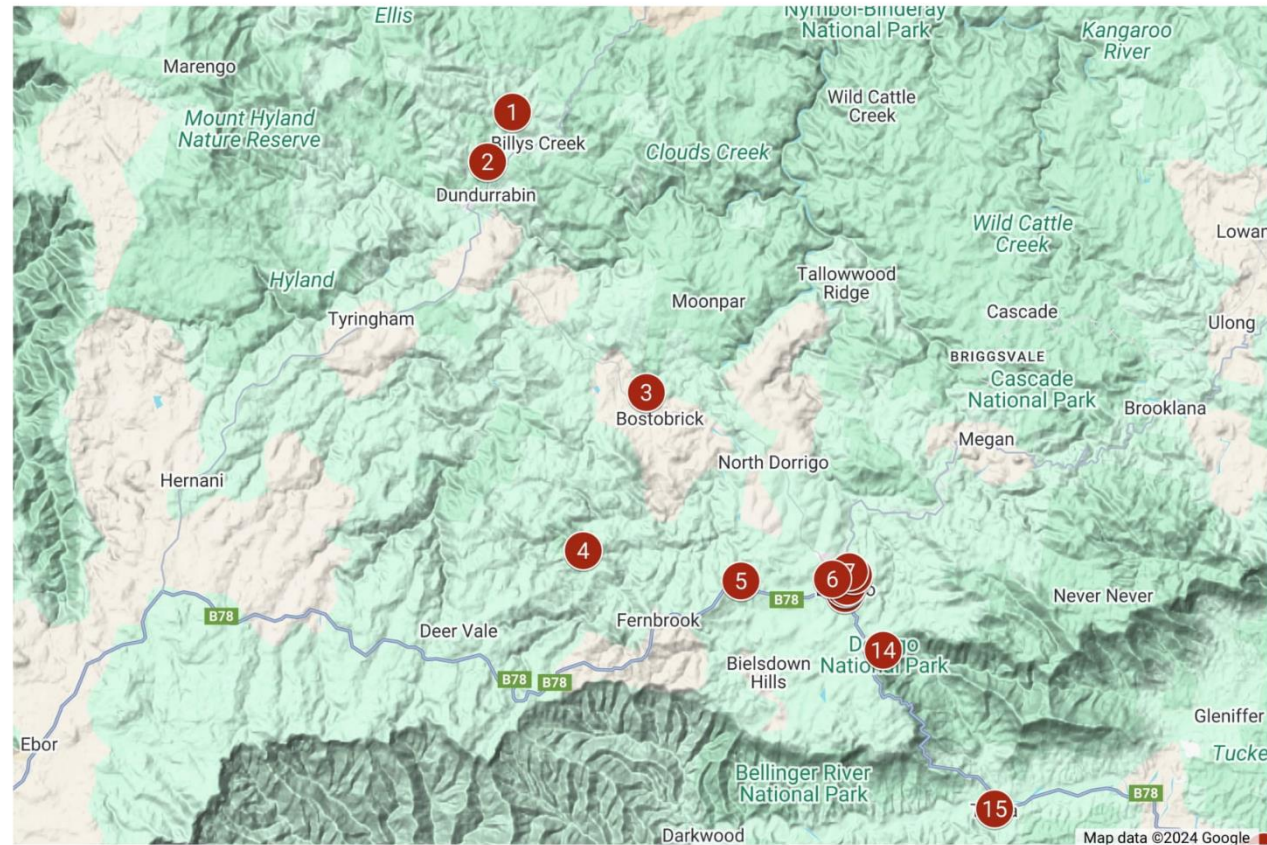 Ellis
Nymboi-Binderay
National Park
Kangaroo
River
Marengo
Wild Cattle
Creek
Mount Hyland
Nature Reserve
1
Billys Creek
Clouds Creek
2
Dundurrabin
Wild Cattle
Creek
Hyland
Tallowwood
Ridge
Moonpar
Cascade
Tyringham
Ulong
BRIGGSVALE
Cascade
National Park
3
Bostobrick
Brooklana
Megan
North Dorrigo
Hernani
4
5
6
7
B78
B78
Never Never
Fernbrook
Deer Vale
14
National Park
Bielsdown
Hills
B78
B78
Gleniffer
Ebor
Bellinger River
National Park
B78
15
Darkwood
Map data ©2024 Google